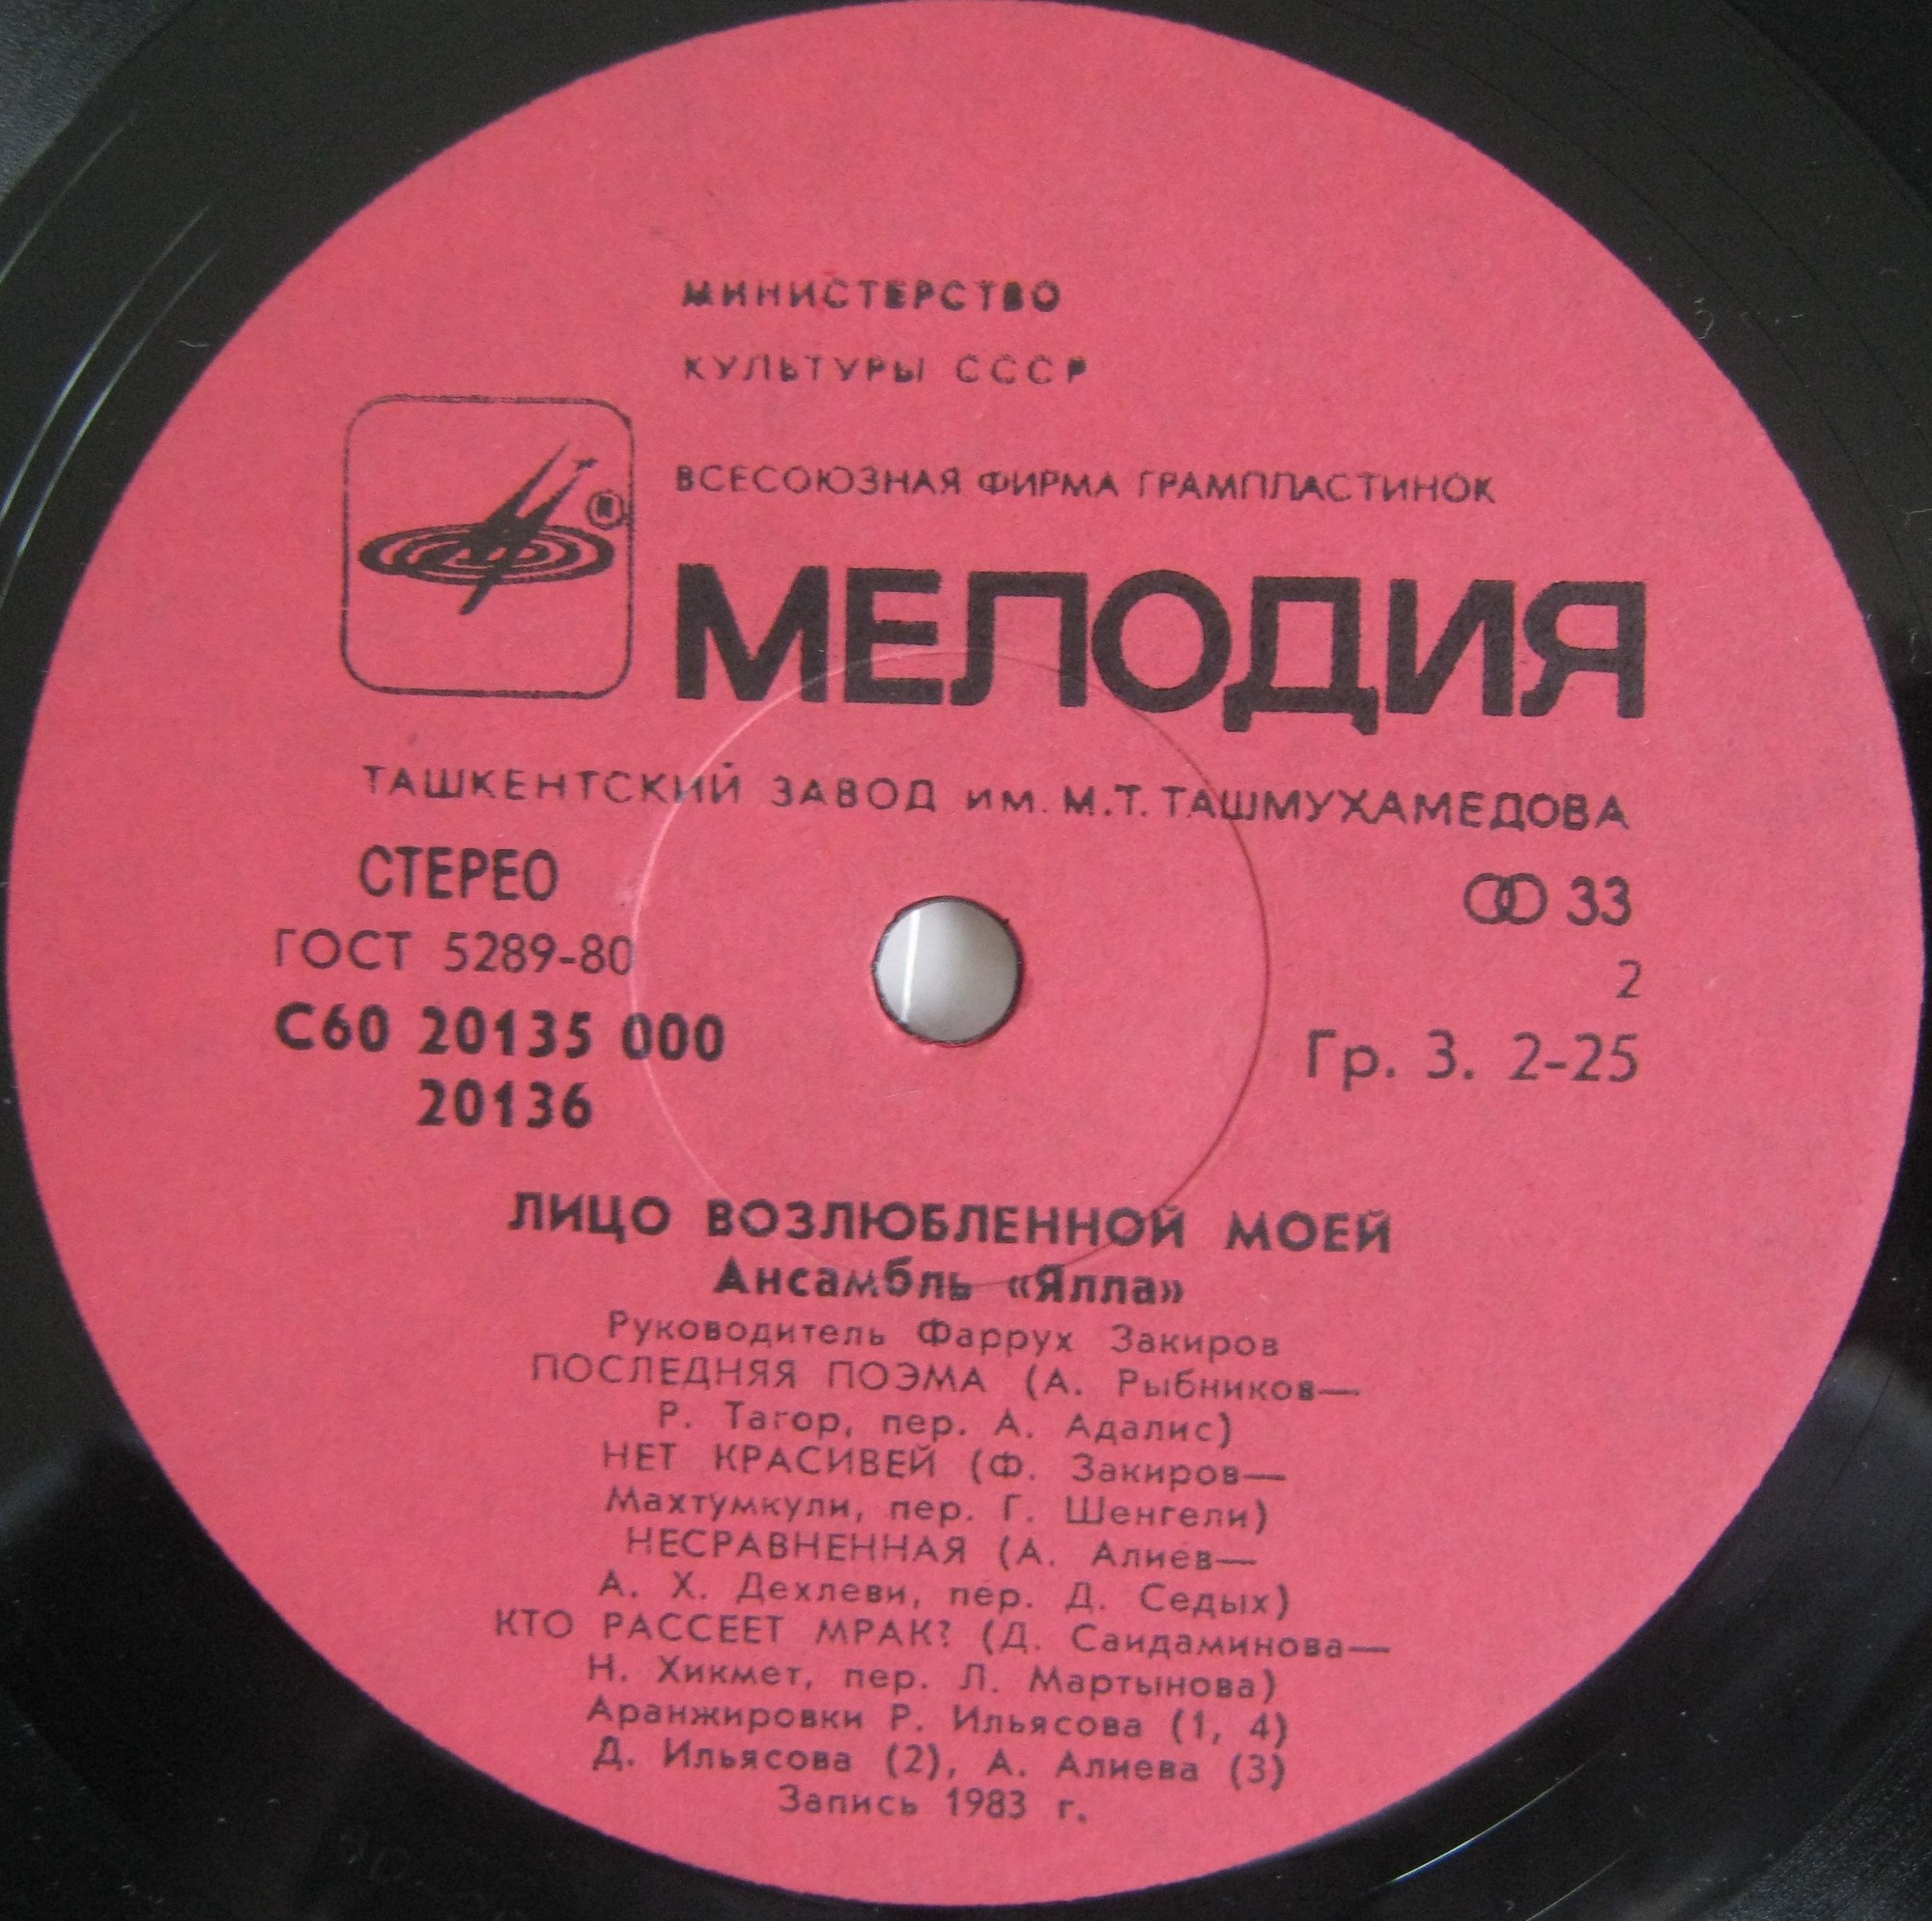 МИНИСТЕРСТВО
КУЛЬТУРЫ СССР
ВСЕСОЮЗНАЯ ФИРМА ГРАМПЛАСТИНОК
®
МЕЛОДИЯ
ТАШКЕНТСКИЙ ЗАВОД им. М.Т. ТАШМУХАМЕДОВА
СТЕРЕО
33
ГОСТ 5289-80
2
С60 20135 000
Гр. 3. 2-25
20136
ЛИЦО ВОЗЛЮБЛЕННОЙ МОЕЙ
Ансамбль «Ялла»
Руководитель Фаррух Закиров
ПОСЛЕДНЯЯ ПОЭМА (А. Рыбников—
Р. Тагор, пер. А. Адалис)
НЕТ КРАСИВЕЙ (Ф. Закиров—
Махтумкули, пер. Г. Шенгели)
НЕСРАВНЕННАЯ (А. Алиев—
А. Х. Дехлеви, пер. Д. Седых)
КТО РАССЕЕТ МРАК? (Д. Саидаминова—
Н. Хикмет, пер. Л. Мартынова)
Аранжировки Р. Ильясова (1, 4)
Д. Ильясова (2), А. Алиева (3)
Запись 1983 г.